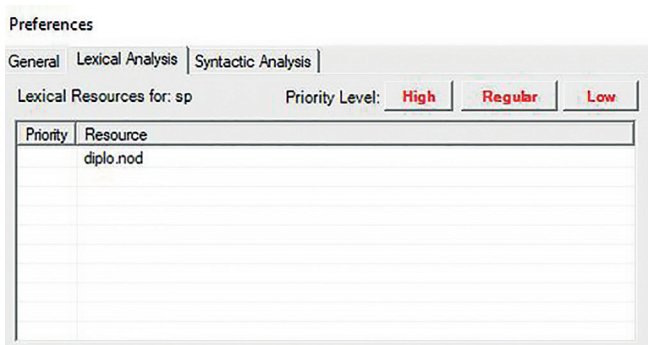 Preferences
General Lexical Analysis Syntactic Analysis
Lexical Resources for: sp Priority Level: High Regular Low
Priority Resource
diplo.nod